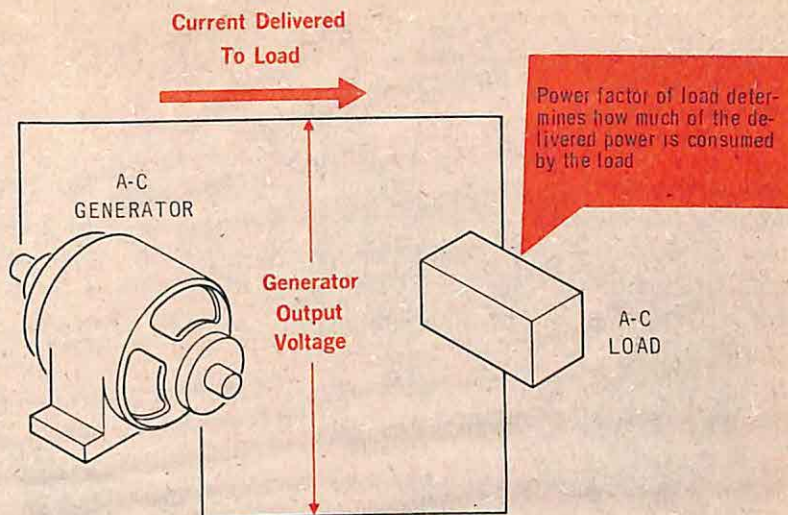 Current Delivered
To Load
Power factor of load deter-
mines how much of the de-
livered power is consumed
by the load
A-C
GENERATOR
Generator
Output
Voltage
A-C
LOAD